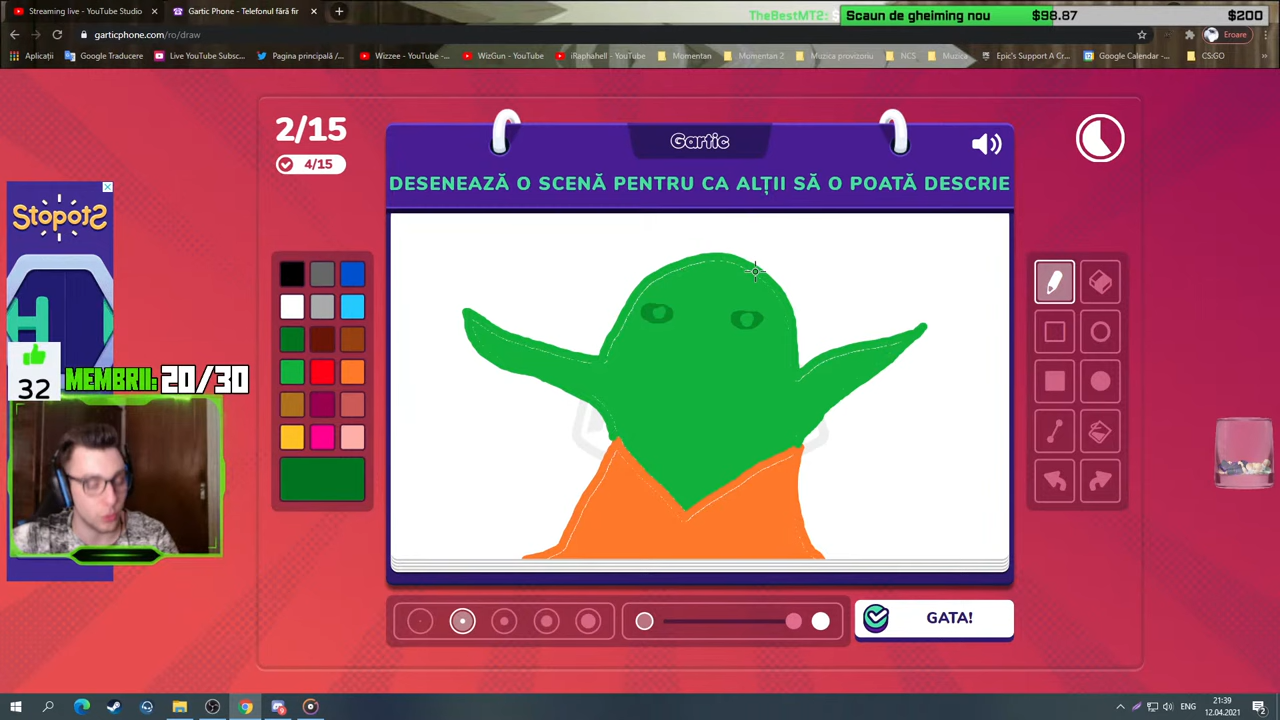 Streaming live - YouTube Studio
Gartic Phone - Telefonul fără fir
TheBestMT2:
Scaun de gheiming nou $98.87 $200
garticphone.com/ro/draw
Eroare
Aplicații
Google Traducere
Live YouTube Subsc...
Pagina principală /...
Wizzee - YouTube -...
WizGun - YouTube
iRaphahell - YouTube
Momentan
Momentan 2
Muzica provizoriu
NCS
Muzica
Epic's Support A Cr...
Google Calendar -...
CS:GO
2/15
4/15
Gartic
DESENEAZĂ O SCENĂ PENTRU CA ALȚII SĂ O POATĂ DESCRIE
StopotS
H
32
MEMBRII: 20/30
GATA!
ENG
21:39
12.04.2021
2